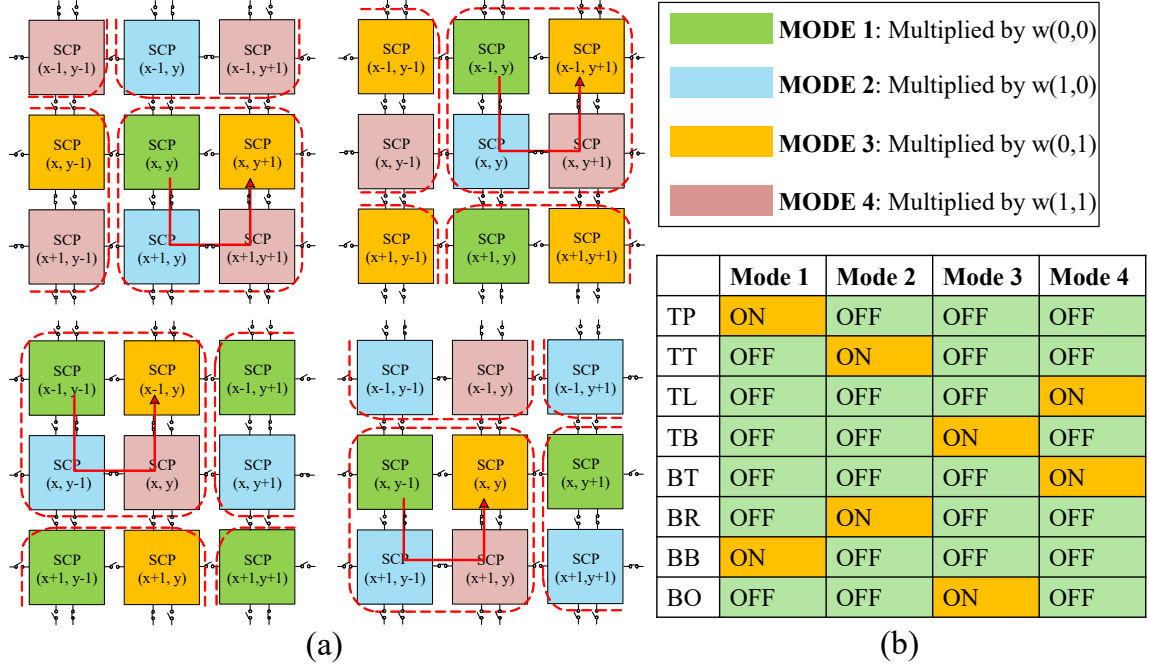 SCP SCP SCP
(x-1, y-1) (x-1, y) (x-1, y+1)
SCP SCP SCP
(x, y-1) (x, y) (x, y+1)
SCP SCP SCP
(x+1, y-1) (x+1, y) (x+1,y+1)
SCP SCP SCP
(x-1, y-1) (x-1, y) (x-1, y+1)
SCP SCP SCP
(x, y-1) (x, y) (x, y+1)
SCP SCP SCP
(x+1, y-1) (x+1, y) (x+1,y+1)
SCP SCP SCP
(x-1, y-1) (x-1, y) (x-1, y+1)
SCP SCP SCP
(x, y-1) (x, y) (x, y+1)
SCP SCP SCP
(x+1, y-1) (x+1, y) (x+1,y+1)
SCP SCP SCP
(x-1, y-1) (x-1, y) (x-1, y+1)
SCP SCP SCP
(x, y-1) (x, y) (x, y+1)
SCP SCP SCP
(x+1, y-1) (x+1, y) (x+1,y+1)
(a)
MODE 1: Multiplied by w(0,0)
MODE 2: Multiplied by w(1,0)
MODE 3: Multiplied by w(0,1)
MODE 4: Multiplied by w(1,1)
Mode 1 Mode 2 Mode 3 Mode 4
TP ON OFF OFF OFF
TT OFF ON OFF OFF
TL OFF OFF OFF ON
TB OFF OFF ON OFF
BT OFF OFF OFF ON
BR OFF ON OFF OFF
BB ON OFF OFF OFF
BO OFF OFF ON OFF
(b)